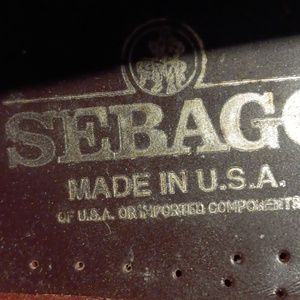 SEBAGO
MADE IN U.S.A.
OF U.S.A. OR IMPORTED COMPONENTS